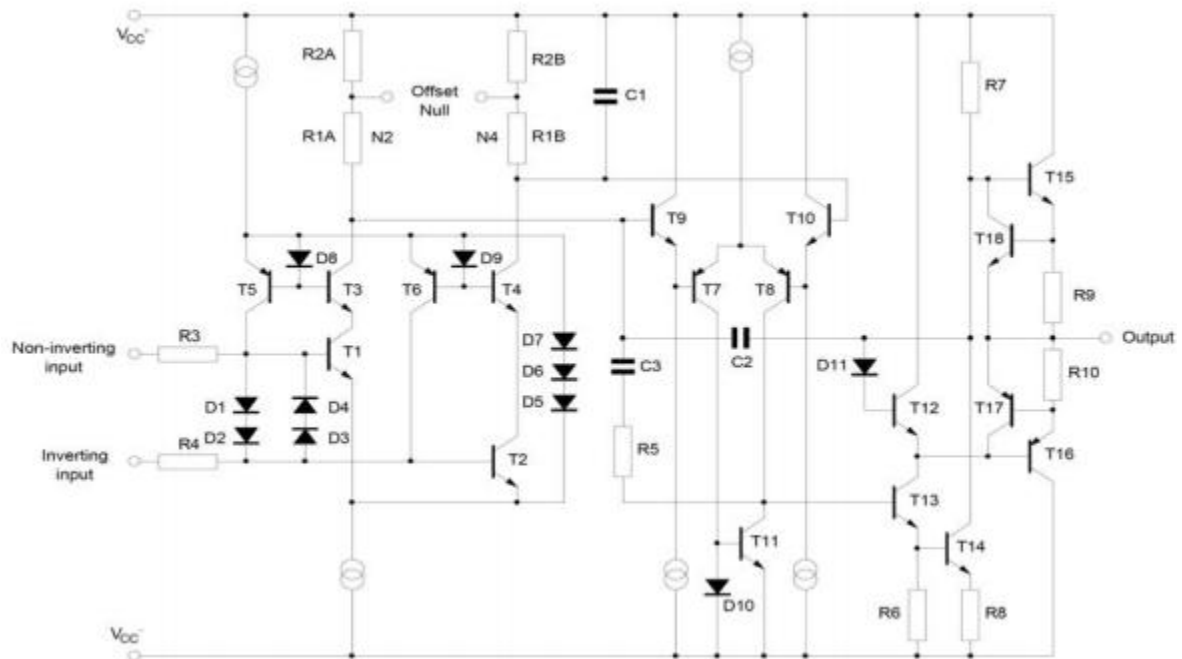 VCC+
R2A
R2B
Offset
Null
C1
R7
R1A
N2
N4
R1B
T15
T9
T10
T18
D8
D9
T5
T3
T6
T4
T7
T8
R9
R3
D7
Non-inverting
input
T1
C2
Output
C3
D6
D11
R10
D1
D4
D5
T12
T17
R4
D2
D3
R5
T16
Inverting
input
T2
T13
T11
T14
D10
R6
R8
VCC-